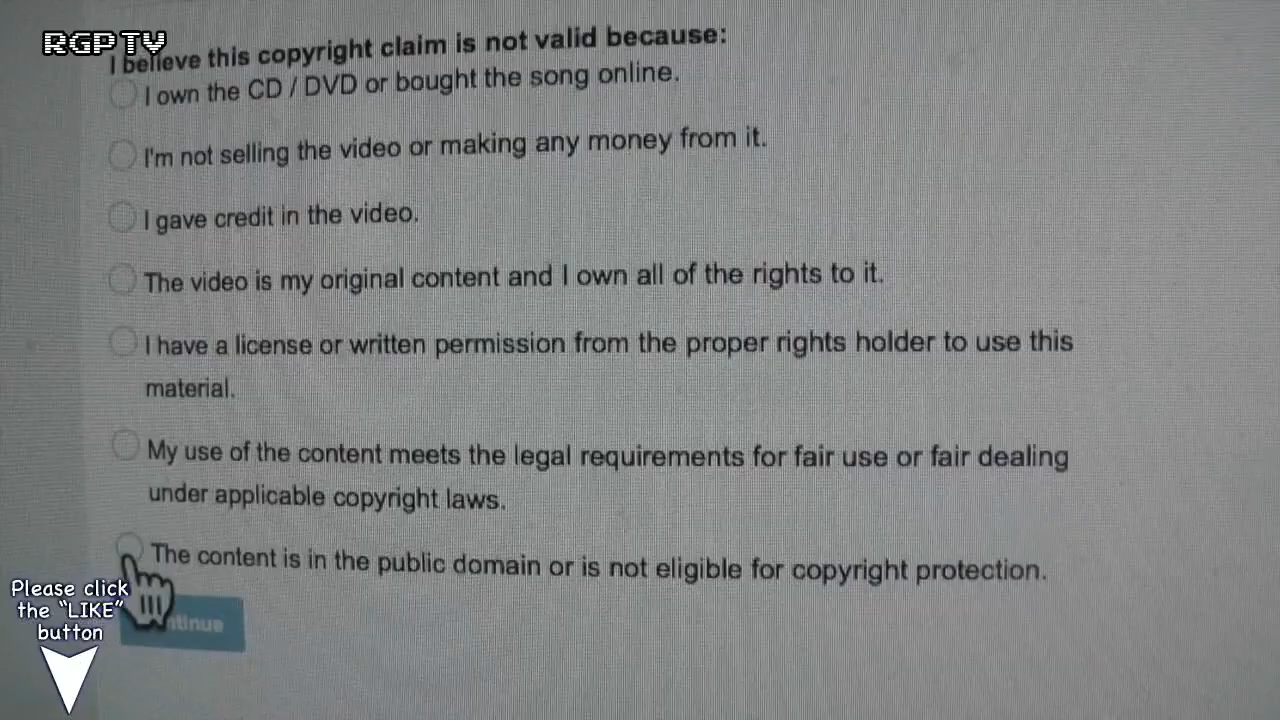 RGPTV
I believe this copyright claim is not valid because:
I own the CD / DVD or bought the song online.
I'm not selling the video or making any money from it.
I gave credit in the video.
The video is my original content and I own all of the rights to it.
I have a license or written permission from the proper rights holder to use this
material.
My use of the content meets the legal requirements for fair use or fair dealing
under applicable copyright laws.
The content is in the public domain or is not eligible for copyright protection.
Please click
the "LIKE"
button